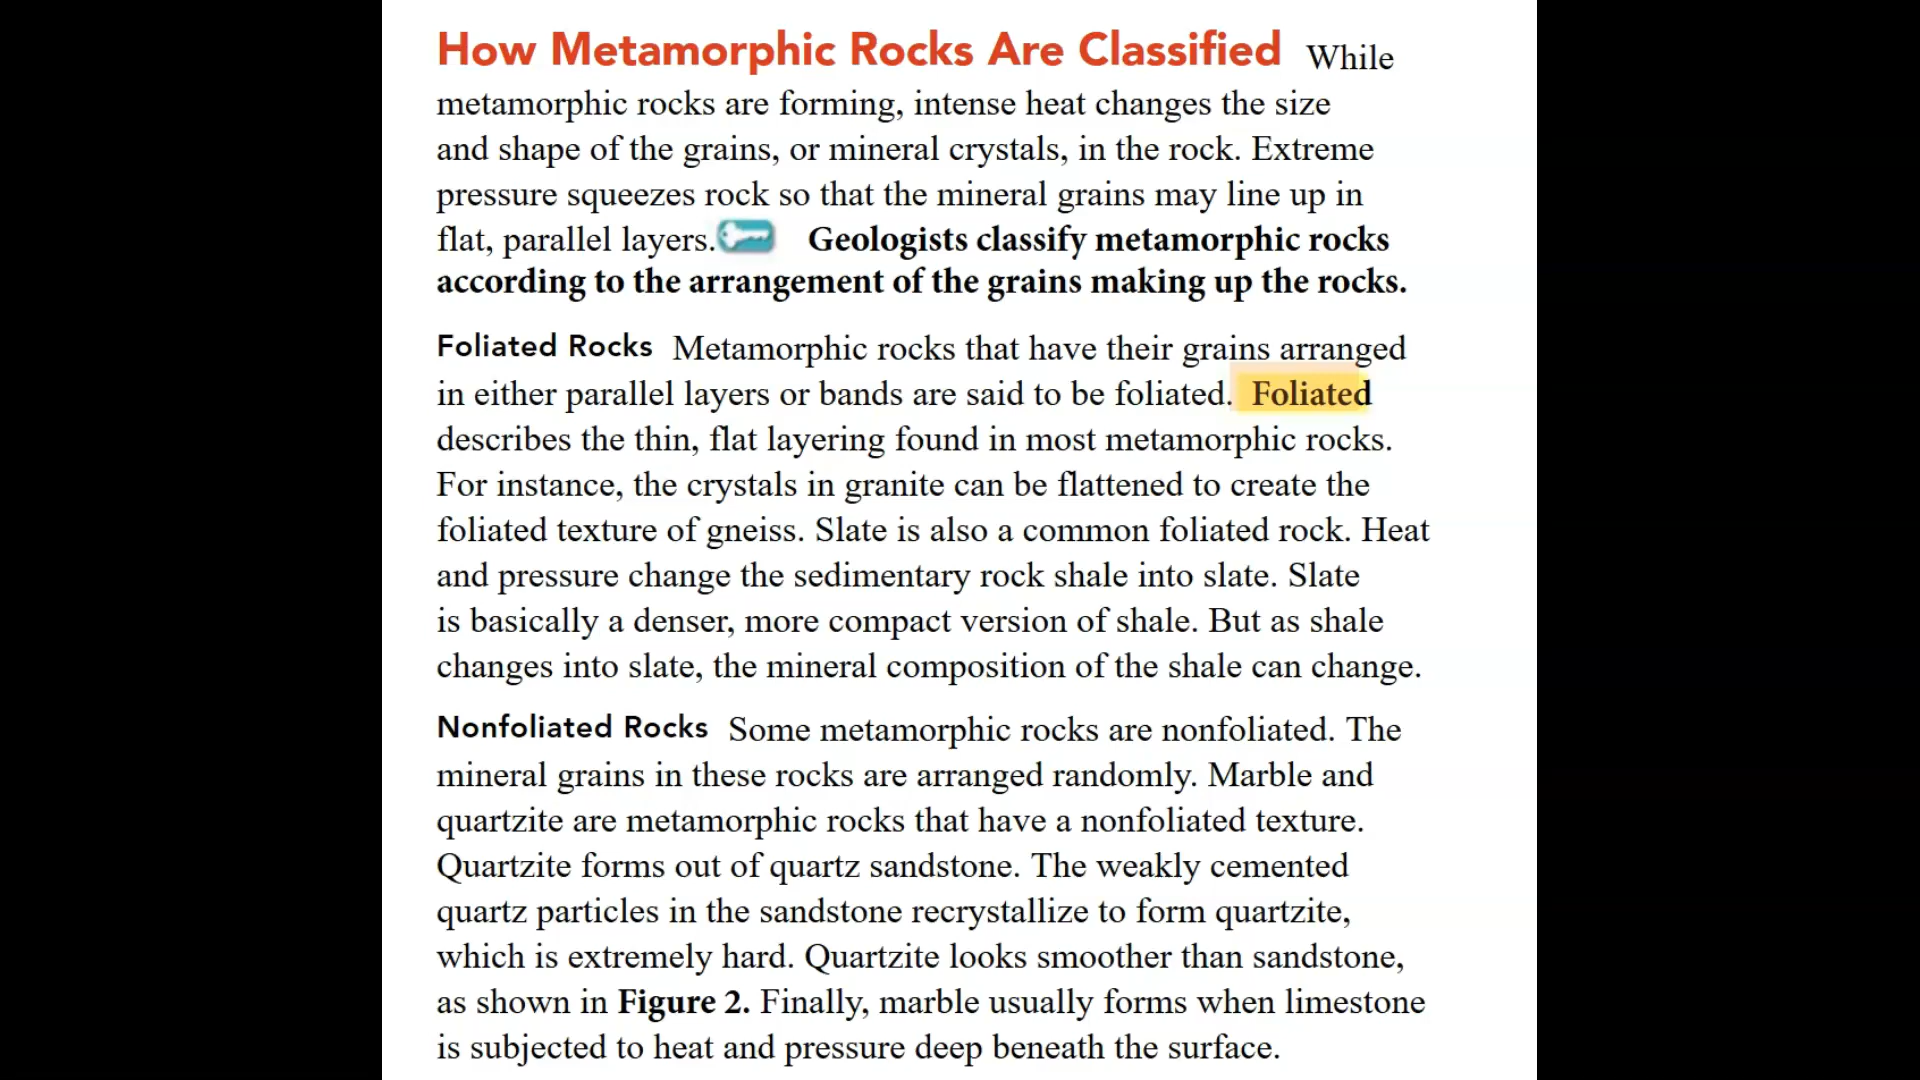 How Metamorphic Rocks Are Classified While
metamorphic rocks are forming, intense heat changes the size
and shape of the grains, or mineral crystals, in the rock. Extreme
pressure squeezes rock so that the mineral grains may line up in
flat, parallel layers. Geologists classify metamorphic rocks
according to the arrangement of the grains making up the rocks.
Foliated Rocks Metamorphic rocks that have their grains arranged
in either parallel layers or bands are said to be foliated. Foliated
describes the thin, flat layering found in most metamorphic rocks.
For instance, the crystals in granite can be flattened to create the
foliated texture of gneiss. Slate is also a common foliated rock. Heat
and pressure change the sedimentary rock shale into slate. Slate
is basically a denser, more compact version of shale. But as shale
changes into slate, the mineral composition of the shale can change.
Nonfoliated Rocks Some metamorphic rocks are nonfoliated. The
mineral grains in these rocks are arranged randomly. Marble and
quartzite are metamorphic rocks that have a nonfoliated texture.
Quartzite forms out of quartz sandstone. The weakly cemented
quartz particles in the sandstone recrystallize to form quartzite,
which is extremely hard. Quartzite looks smoother than sandstone,
as shown in Figure 2. Finally, marble usually forms when limestone
is subjected to heat and pressure deep beneath the surface.